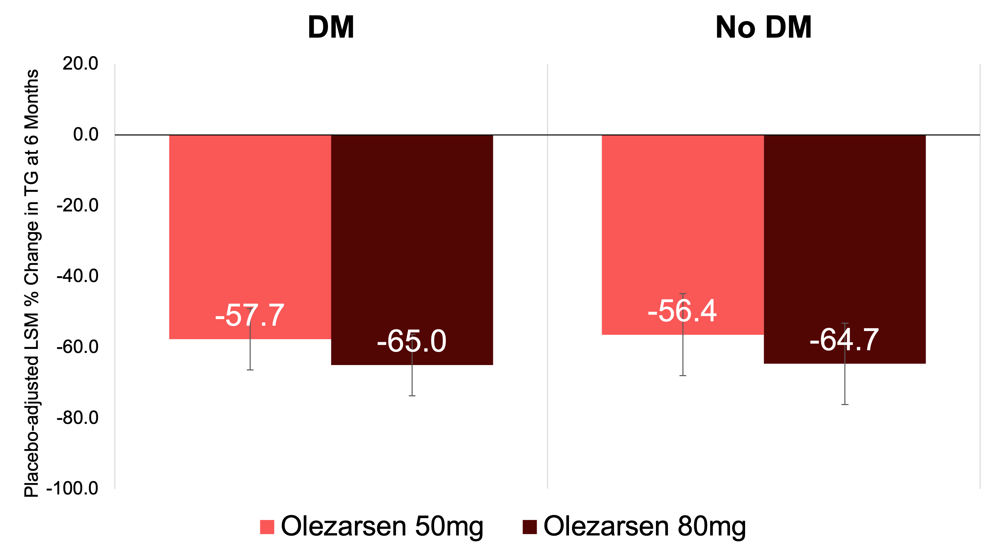 DM
No DM
Placebo-adjusted LSM % Change in TG at 6 Months
20.0
0.0
-20.0
-40.0
-60.0
-80.0
-100.0
-57.7
-65.0
-56.4
-64.7
Olezarsen 50mg
Olezarsen 80mg